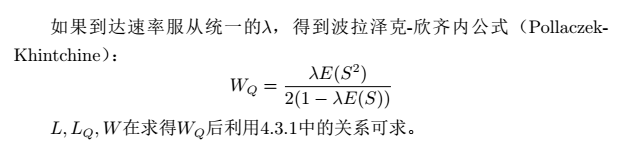 如果到达速率服从统一的λ，得到波拉泽克-欣齐内公式（Pollaczek-
Khintchine）：
W_Q = \frac{λE(S^2)}{2(1 − λE(S))}
L, L_Q, W在求得W_Q后利用4.3.1中的关系可求。